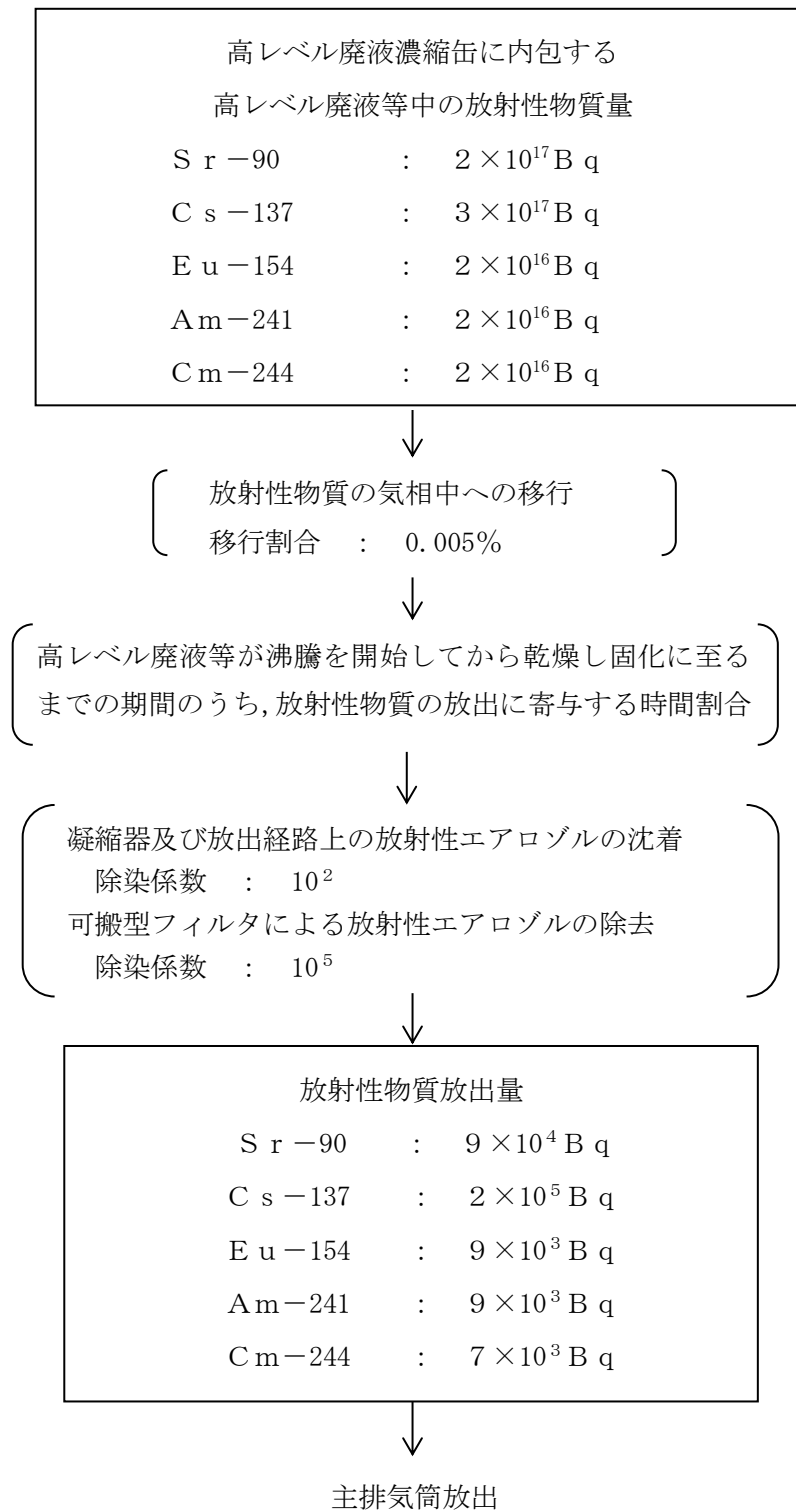 高レベル廃液濃縮缶に内包する
高レベル廃液等中の放射性物質量
Ｓｒ－90 : ２×10¹⁷Ｂｑ
Ｃｓ－137 : ３×10¹⁷Ｂｑ
Ｅｕ－154 : ２×10¹⁶Ｂｑ
Ａｍ－241 : ２×10¹⁶Ｂｑ
Ｃｍ－244 : ２×10¹⁶Ｂｑ
放射性物質の気相中への移行
移行割合 : 0.005％
高レベル廃液等が沸騰を開始してから乾燥し固化に至る
までの期間のうち，放射性物質の放出に寄与する時間割合
凝縮器及び放出経路上の放射性エアロゾルの沈着
除染係数 : 10²
可搬型フィルタによる放射性エアロゾルの除去
除染係数 : 10⁵
放射性物質放出量
Ｓｒ－90 : ９×10⁴Ｂｑ
Ｃｓ－137 : ２×10⁵Ｂｑ
Ｅｕ－154 : ９×10³Ｂｑ
Ａｍ－241 : ９×10³Ｂｑ
Ｃｍ－244 : ７×10³Ｂｑ
主排気筒放出